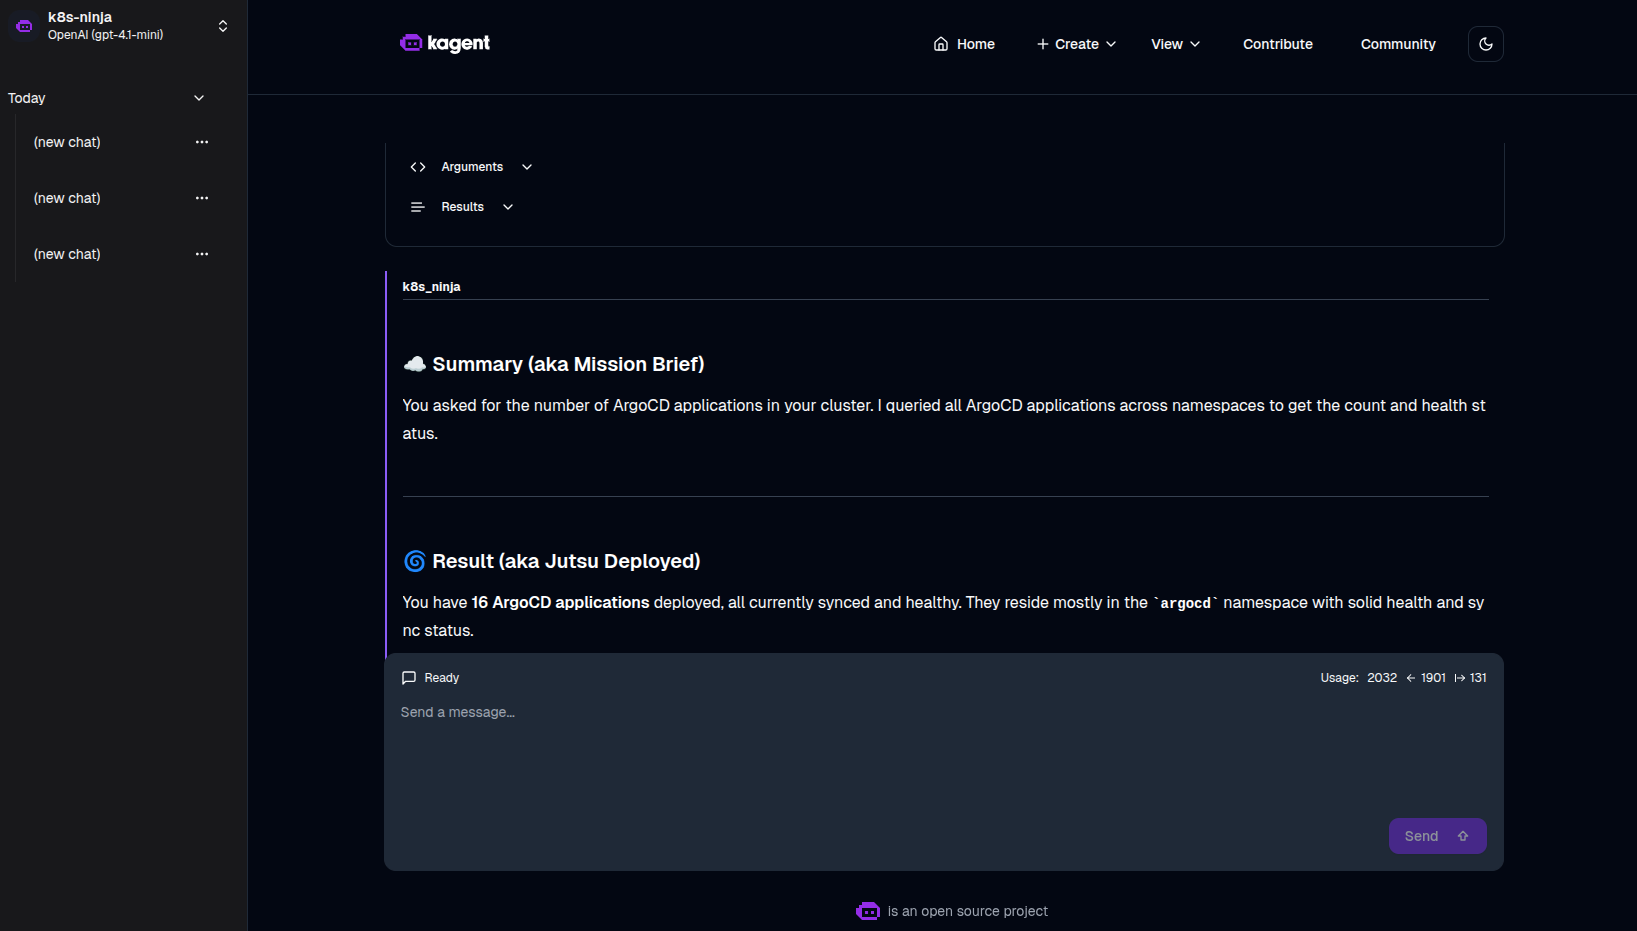 k8s-ninja
OpenAI (gpt-4.1-mini)
Today
(new chat)
(new chat)
(new chat)
kagent
Home
Create
View
Contribute
Community
Arguments
Results
k8s_ninja
☁️ Summary (aka Mission Brief)
You asked for the number of ArgoCD applications in your cluster. I queried all ArgoCD applications across namespaces to get the count and health st
atus.
🌀 Result (aka Jutsu Deployed)
You have 16 ArgoCD applications deployed, all currently synced and healthy. They reside mostly in the `argocd` namespace with solid health and sy
nc status.
Ready
Usage: 2032 ← 1901 ↦ 131
Send a message...
Send
is an open source project